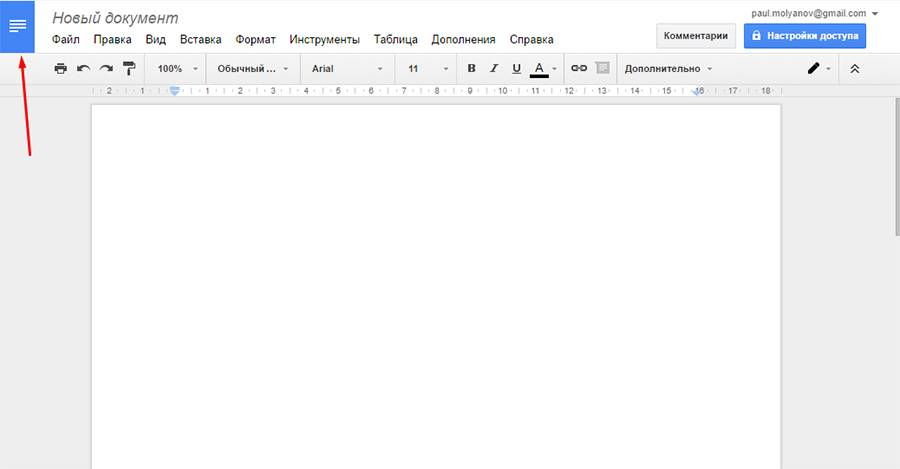 Новый документ
paul.molyanov@gmail.com
Файл Правка Вид Вставка Формат Инструменты Таблица Дополнения Справка
Комментарии
Настройки доступа
100% Обычный ... Arial 11 B I U A Дополнительно
2 1 1 2 3 4 5 6 7 8 9 10 11 12 13 14 15 16 17 18